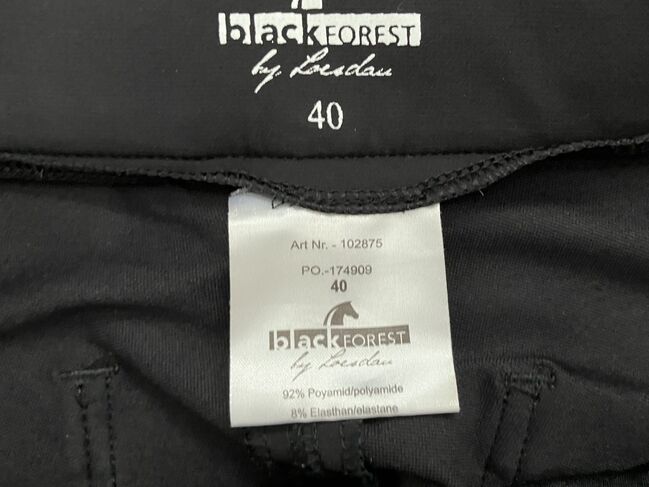 blackFOREST
by Loesdau
40
Art Nr. - 102875
PO.-174909
40
blackFOREST
by Loesdau
92% Poyamid/polyamide
8% Elasthan/elastane